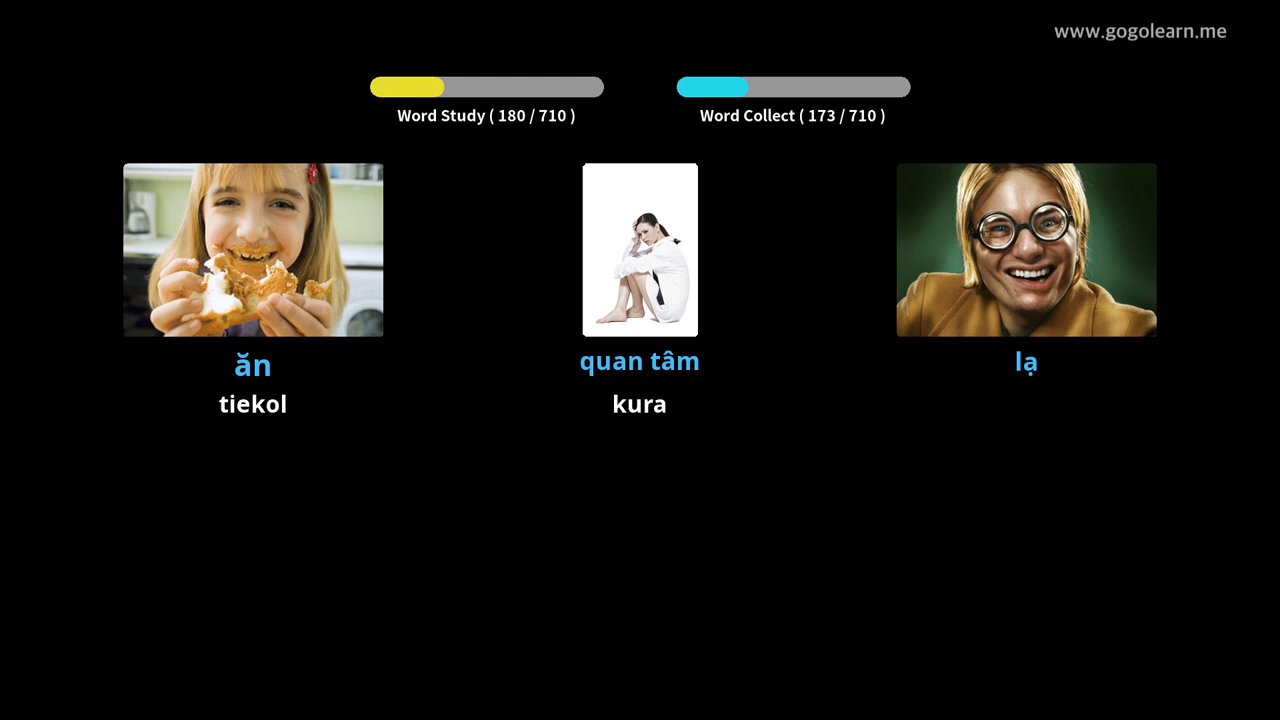 www.gogolearn.me
Word Study ( 180 / 710 )
Word Collect ( 173 / 710 )
ăn
quan tâm
lạ
tiekol
kura